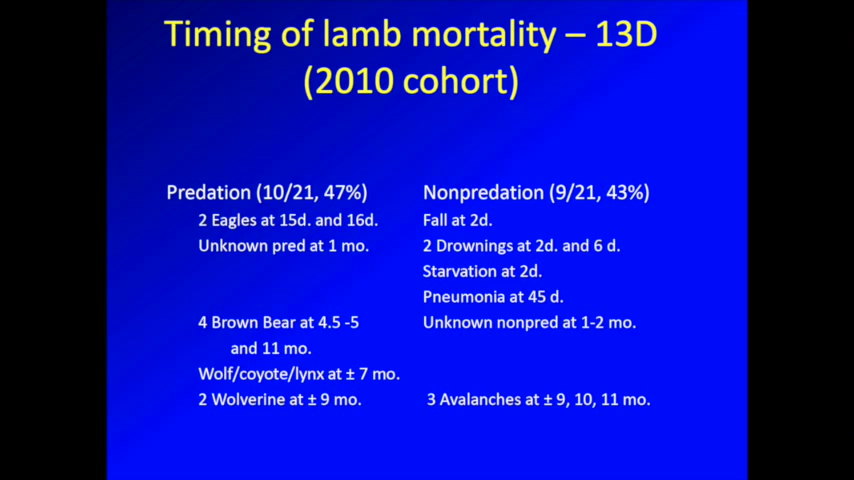 Timing of lamb mortality – 13D
(2010 cohort)
Predation (10/21, 47%)
2 Eagles at 15d. and 16d.
Unknown pred at 1 mo.
4 Brown Bear at 4.5 -5
and 11 mo.
Wolf/coyote/lynx at ± 7 mo.
2 Wolverine at ± 9 mo.
Nonpredation (9/21, 43%)
Fall at 2d.
2 Drownings at 2d. and 6 d.
Starvation at 2d.
Pneumonia at 45 d.
Unknown nonpred at 1-2 mo.
3 Avalanches at ± 9, 10, 11 mo.